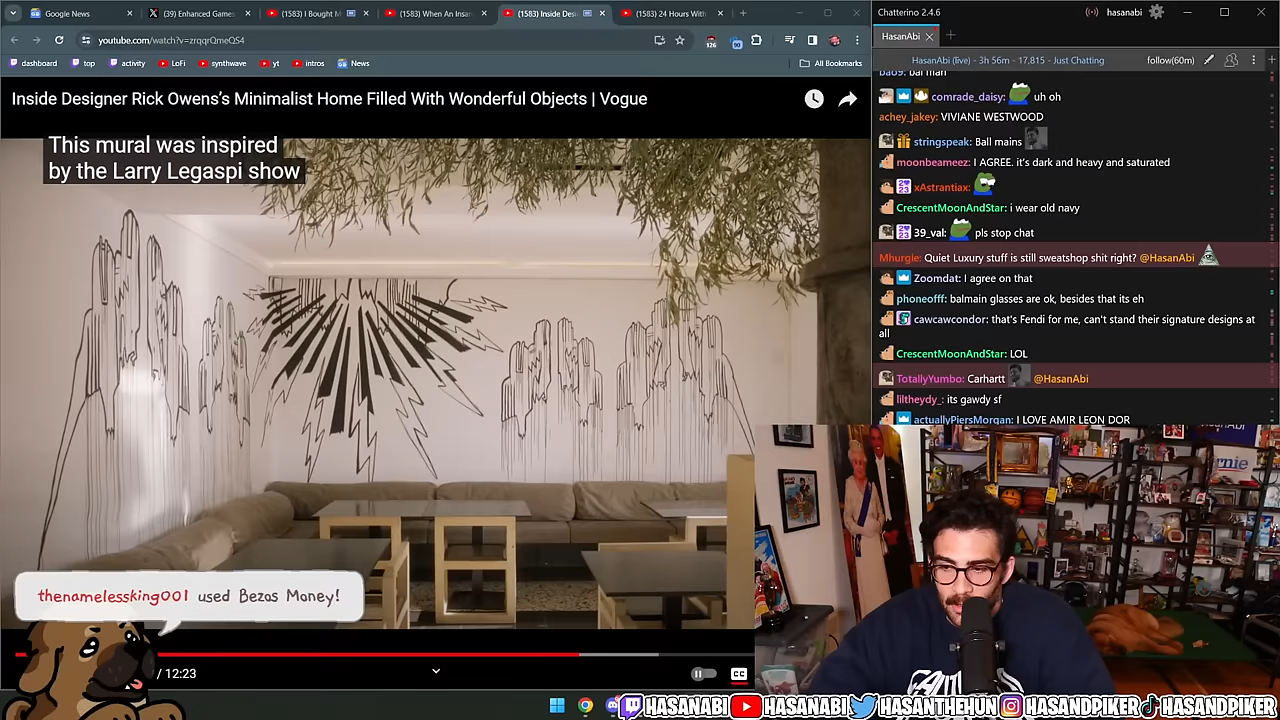 Google News
(39) Enhanced Games
(1583) I Bought M
(1583) When An Insan
(1583) Inside Des
(1583) 24 Hours With
Chatterino 2.4.6
hasanabi
youtube.com/watch?v=zrqqrQmeQS4
126
90
HasanAbi
dashboard
top
activity
LoFi
synthwave
yt
intros
News
All Bookmarks
HasanAbi (live) - 3h 56m - 17,815 - Just Chatting
follow(60m)
Inside Designer Rick Owens's Minimalist Home Filled With Wonderful Objects | Vogue
This mural was inspired
by the Larry Legaspi show
comrade_daisy: uh oh
achey_jakey: VIVIANE WESTWOOD
stringspeak: Ball mains
moonbeameez: I AGREE. it's dark and heavy and saturated
xAstrantiax:
CrescentMoonAndStar: i wear old navy
39_val: pls stop chat
Mhurgle: Quiet Luxury stuff is still sweatshop shit right? @HasanAbi
Zoomdat: I agree on that
phoneofff: balmain glasses are ok, besides that its eh
cawcawcondor: that's Fendi for me, can't stand their signature designs at
all
CrescentMoonAndStar: LOL
TotallyYumbo: Carhartt @HasanAbi
liltheydy_: its gawdy sf
actuallyPiersMorgan: I LOVE AMIR LEON DOR
thenamelessking001 used Bezos Money!
/ 12:23
CC
HASANABI
HASANABI
HASANTHEHUN
HASANDPIKER
HASANDPIKER